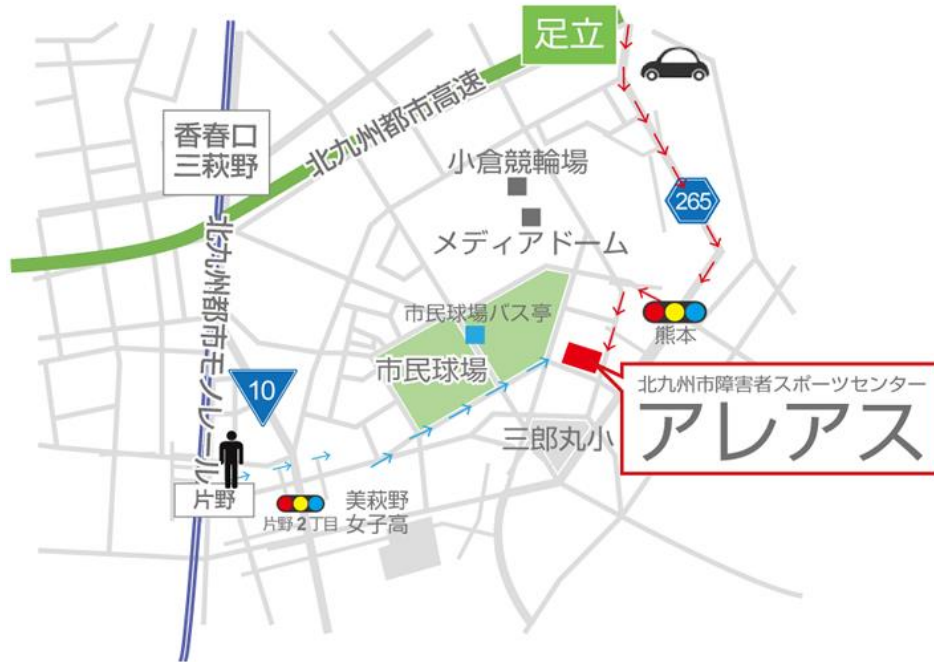 足立
香春口
三萩野
北九州都市高速
小倉競輪場
265
メディアドーム
北九州都市モノレール
市民球場バス亭
熊本
市民球場
10
北九州市障害者スポーツセンター
アレアス
三郎丸小
片野
片野2丁目
美萩野
女子高